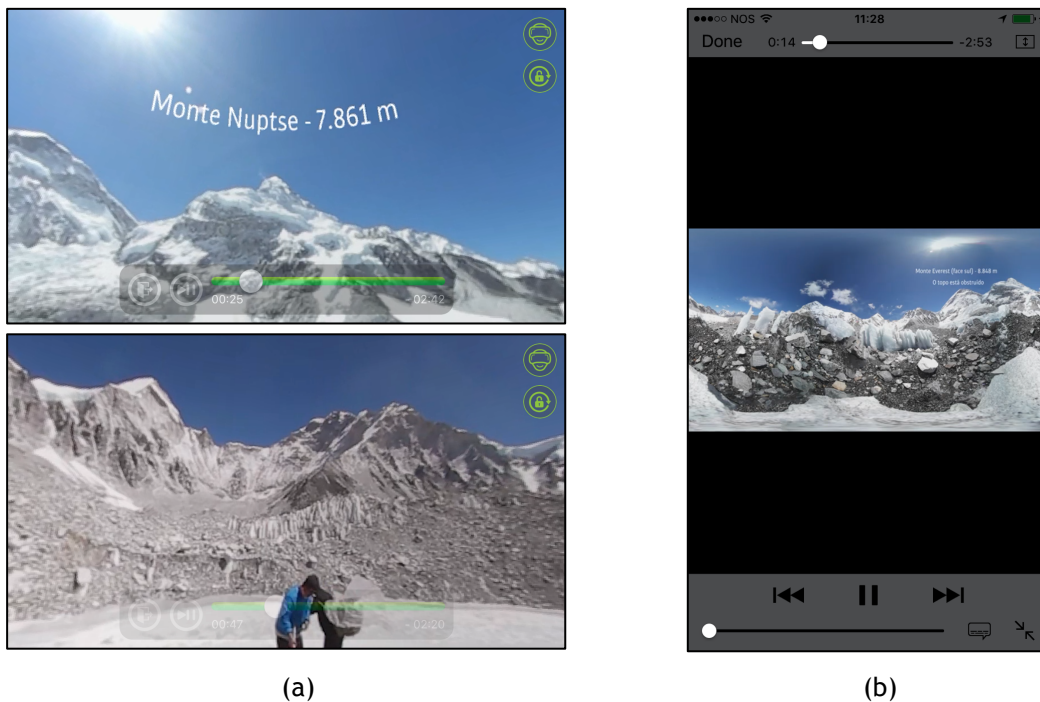 Monte Nuptse - 7.861 m
00:25
- 02:42
00:47
- 02:20
(a)
NOS
11:28
Done
0:14
-2:53
Monte Everest (face sul) - 8.848 m
O topo está obstruído
(b)